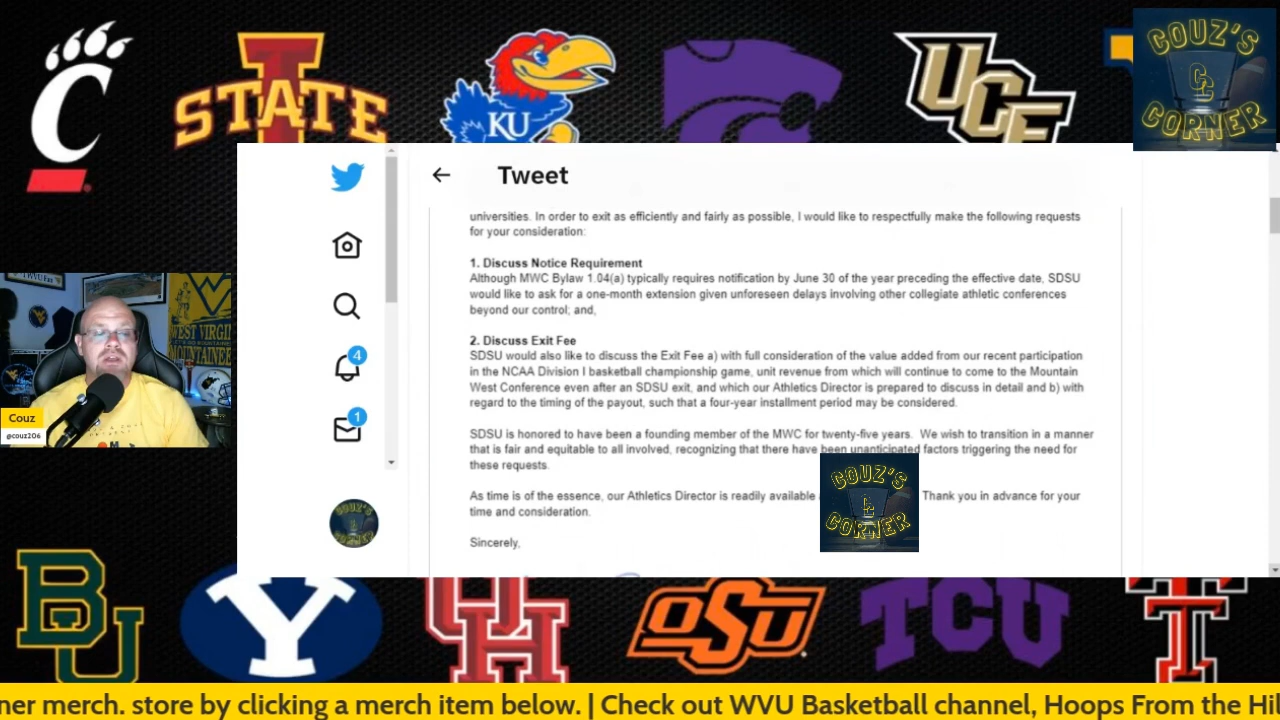 C
STATE
KU
UCF
COUZ'S
CC
CORNER
Tweet
universities. In order to exit as efficiently and fairly as possible, I would like to respectfully make the following requests
for your consideration:
1. Discuss Notice Requirement
Although MWC Bylaw 1.04(a) typically requires notification by June 30 of the year preceding the effective date, SDSU
would like to ask for a one-month extension given unforeseen delays involving other collegiate athletic conferences
beyond our control; and,
2. Discuss Exit Fee
SDSU would also like to discuss the Exit Fee a) with full consideration of the value added from our recent participation
in the NCAA Division I basketball championship game, unit revenue from which will continue to come to the Mountain
West Conference even after an SDSU exit, and which our Athletics Director is prepared to discuss in detail and b) with
regard to the timing of the payout, such that a four-year installment period may be considered.
SDSU is honored to have been a founding member of the MWC for twenty-five years. We wish to transition in a manner
that is fair and equitable to all involved, recognizing that there have been unanticipated factors triggering the need for
these requests.
As time is of the essence, our Athletics Director is readily available Thank you in advance for your
time and consideration.
Sincerely,
4
1
COUZ'S
CC
CORNER
WEST VIRGINI
MOUNTAINEE
Couz
@couz206
BU
Y
UH
OSU
TCU
T
ner merch. store by clicking a merch item below. | Check out WVU Basketball channel, Hoops From the Hil